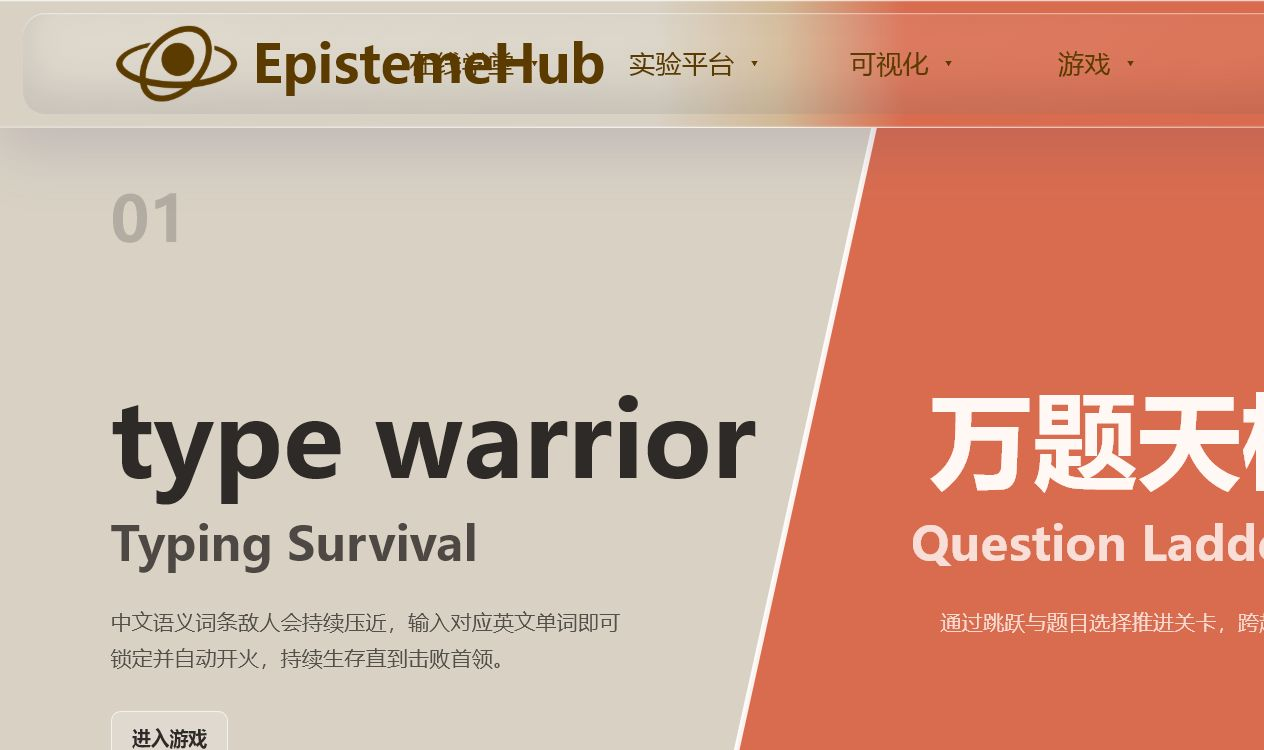 EpistemeHub
在线学堂 实验平台 可视化 游戏
01
type warrior
Typing Survival
中文语义词条敌人会持续压近，输入对应英文单词即可
锁定并自动开火，持续生存直到击败首领。
进入游戏
万题天
Question
通过跳跃与题目选择推进关卡，跨